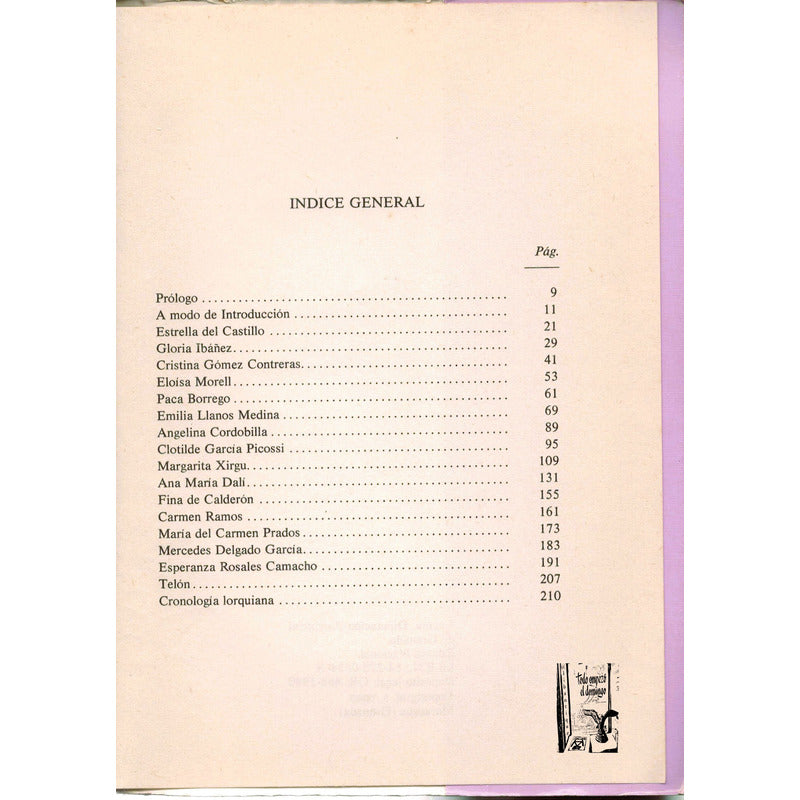 INDICE GENERAL
Pág.
Prólogo ................................................ 9
A modo de Introducción .................................. 11
Estrella del Castillo ...................................... 21
Gloria Ibáñez........................................... 29
Cristina Gómez Contreras................................ 41
Eloísa Morell........................................... 53
Paca Borrego ........................................... 61
Emilia Llanos Medina ................................... 69
Angelina Cordobilla ..................................... 89
Clotilde García Picossi ................................... 95
Margarita Xirgu......................................... 109
Ana María Dalí......................................... 131
Fina de Calderón ....................................... 155
Carmen Ramos ......................................... 161
María del Carmen Prados................................ 173
Mercedes Delgado García................................ 183
Esperanza Rosales Camacho .............................. 191
Telón.................................................. 207
Cronología lorquiana .................................... 210
todo empezó
el domingo